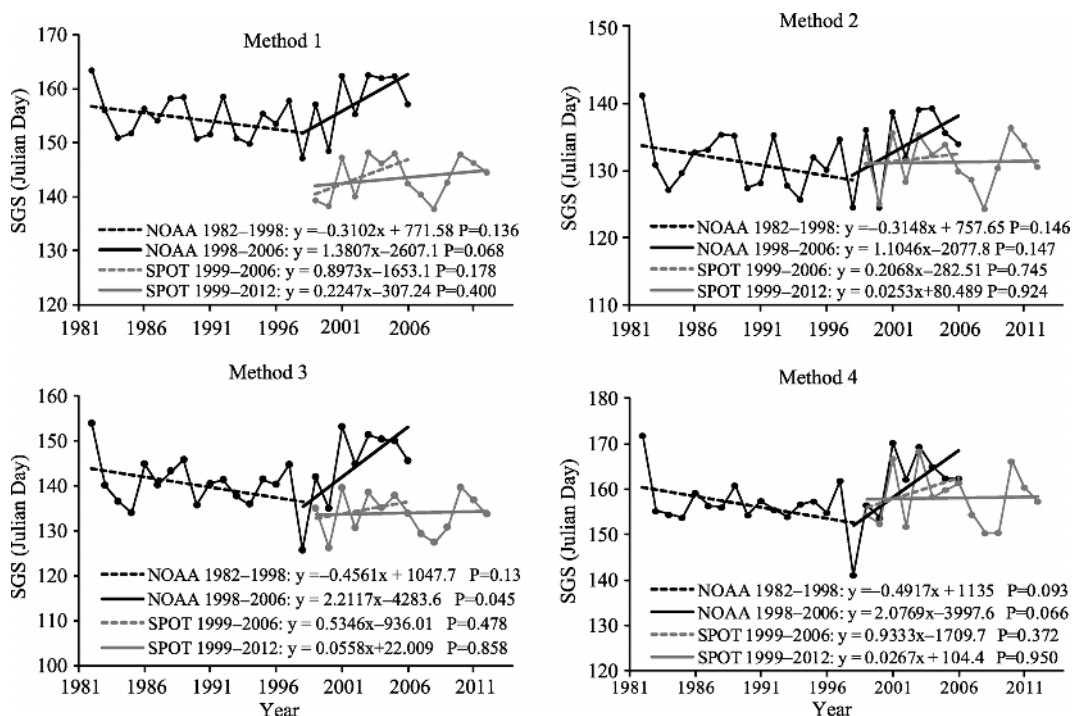 Method 1
SGS (Julian Day)
170
160
150
140
130
120
NOAA 1982–1998: y =–0.3102x + 771.58 P=0.136
NOAA 1998–2006: y = 1.3807x–2607.1 P=0.068
SPOT 1999–2006: y = 0.8973x–1653.1 P=0.178
SPOT 1999–2012: y = 0.2247x–307.24 P=0.400
1981 1986 1991 1996 2001 2006
Method 2
SGS (Julian Day)
150
140
130
120
110
NOAA 1982–1998: y =–0.3148x + 757.65 P=0.146
NOAA 1998–2006: y = 1.1046x–2077.8 P=0.147
SPOT 1999–2006: y = 0.2068x–282.51 P=0.745
SPOT 1999–2012: y = 0.0253x+80.489 P=0.924
1981 1986 1991 1996 2001 2006 2011
Method 3
SGS (Julian Day)
160
150
140
130
120
110
100
NOAA 1982–1998: y =–0.4561x + 1047.7 P=0.13
NOAA 1998–2006: y = 2.2117x–4283.6 P=0.045
SPOT 1999–2006: y = 0.5346x–936.01 P=0.478
SPOT 1999–2012: y = 0.0558x+22.009 P=0.858
1981 1986 1991 1996 2001 2006 2011
Year
Method 4
SGS (Julian Day)
180
170
160
150
140
130
120
NOAA 1982–1998: y =–0.4917x + 1135 P=0.093
NOAA 1998–2006: y = 2.0769x–3997.6 P=0.066
SPOT 1999–2006: y = 0.9333x–1709.7 P=0.372
SPOT 1999–2012: y = 0.0267x + 104.4 P=0.950
1981 1986 1991 1996 2001 2006 2011
Year